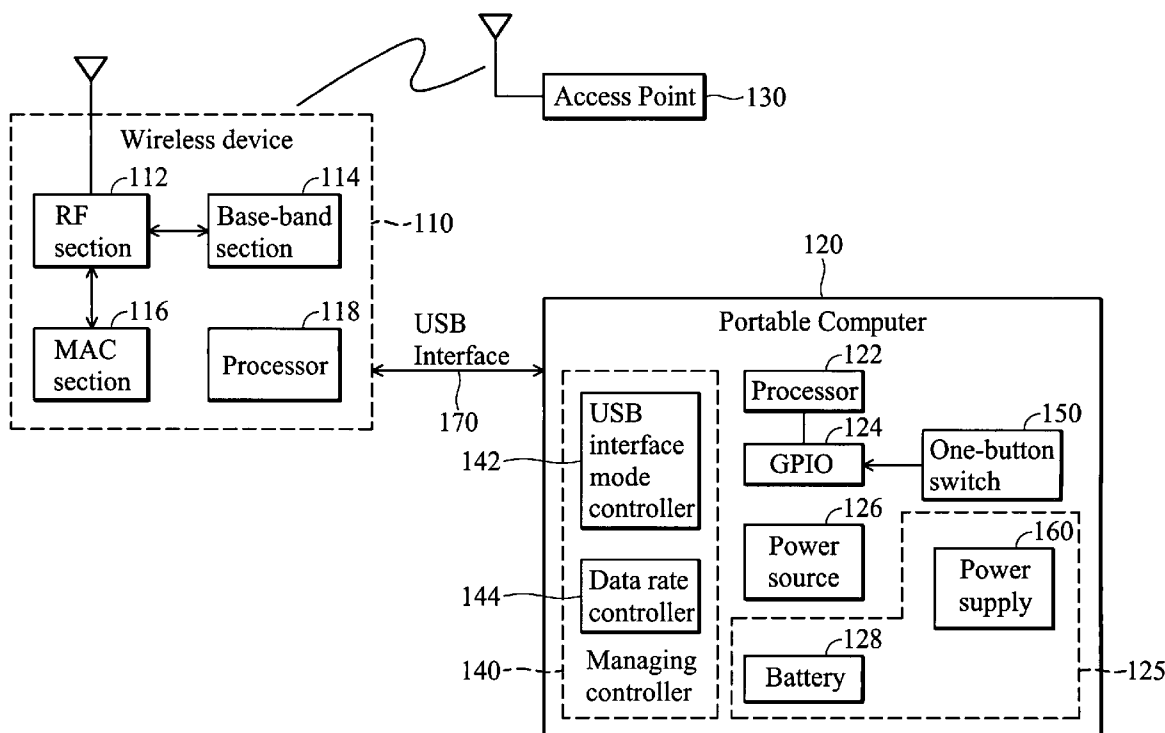 Access Point
130
Wireless device
112
114
RF
section
Base-band
section
110
116
118
MAC
section
Processor
USB
Interface
170
120
Portable Computer
122
Processor
124
GPIO
150
One-button
switch
142
USB
interface
mode
controller
126
Power
source
160
Power
supply
144
Data rate
controller
140
Managing
controller
128
Battery
125